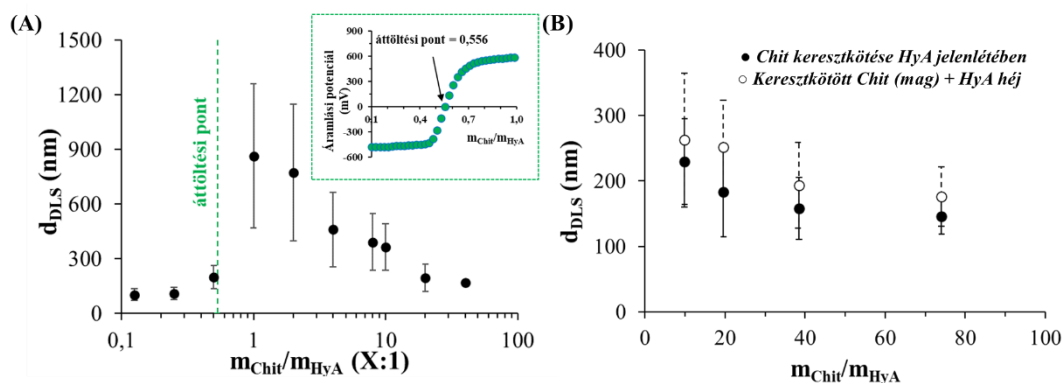 (A)
1500
1200
900
600
300
0
d_DLS (nm)
0,1
1
10
100
m_Chit/m_HyA (X:1)
áttöltési pont
áttöltési pont = 0,556
Áramlási potenciál
(mV)
900
600
300
0
-300
-600
0,1
0,4
0,7
1,0
m_Chit/m_HyA
(B)
400
300
200
100
0
d_DLS (nm)
Chit keresztkötése HyA jelenlétében
Keresztkötött Chit (mag) + HyA héj
0
20
40
60
80
100
m_Chit/m_HyA